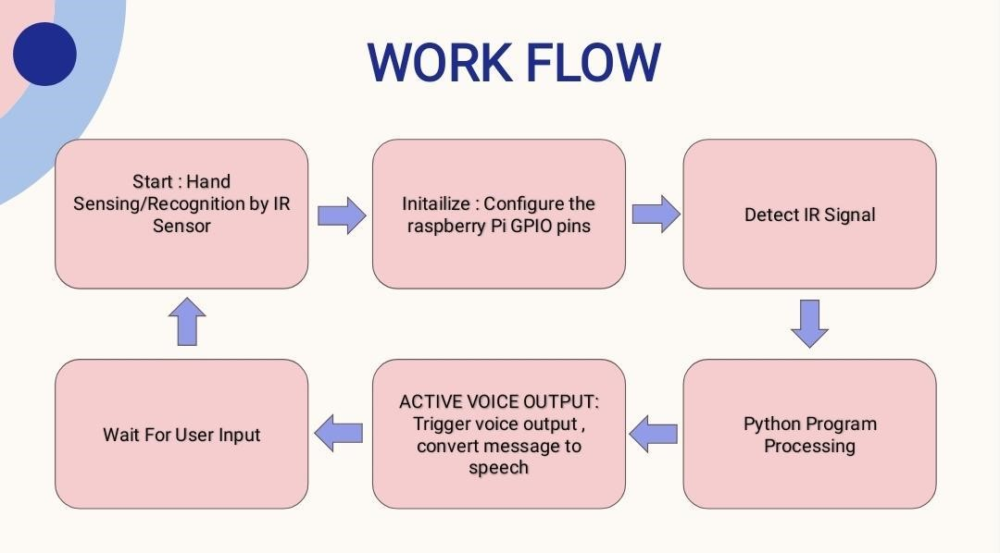 WORK FLOW
Start : Hand
Sensing/Recognition by IR
Sensor
Initailize : Configure the
raspberry Pi GPIO pins
Detect IR Signal
Wait For User Input
ACTIVE VOICE OUTPUT:
Trigger voice output ,
convert message to
speech
Python Program
Processing